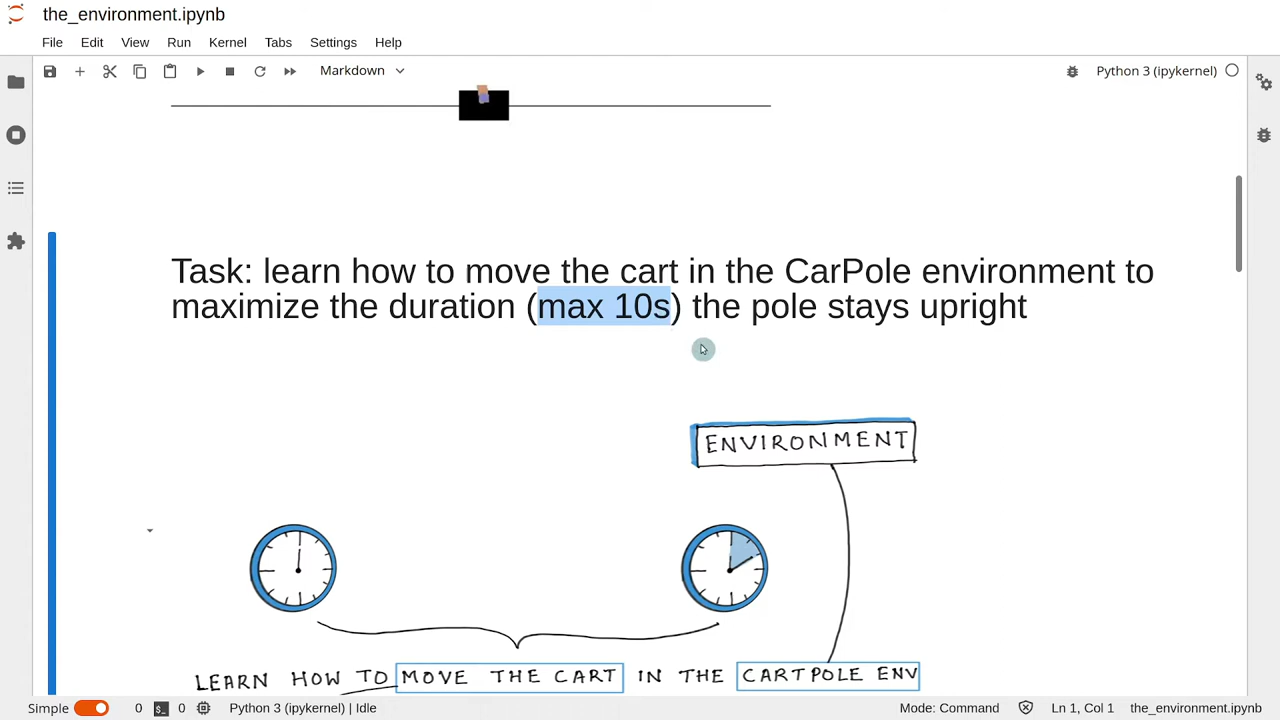 the_environment.ipynb
File Edit View Run Kernel Tabs Settings Help
Markdown Python 3 (ipykernel)
Task: learn how to move the cart in the CarPole environment to
maximize the duration (max 10s) the pole stays upright
ENVIRONMENT
LEARN HOW TO MOVE THE CART IN THE CARTPOLE ENV
Simple 0 0 Python 3 (ipykernel) | Idle Mode: Command Ln 1, Col 1 the_environment.ipynb